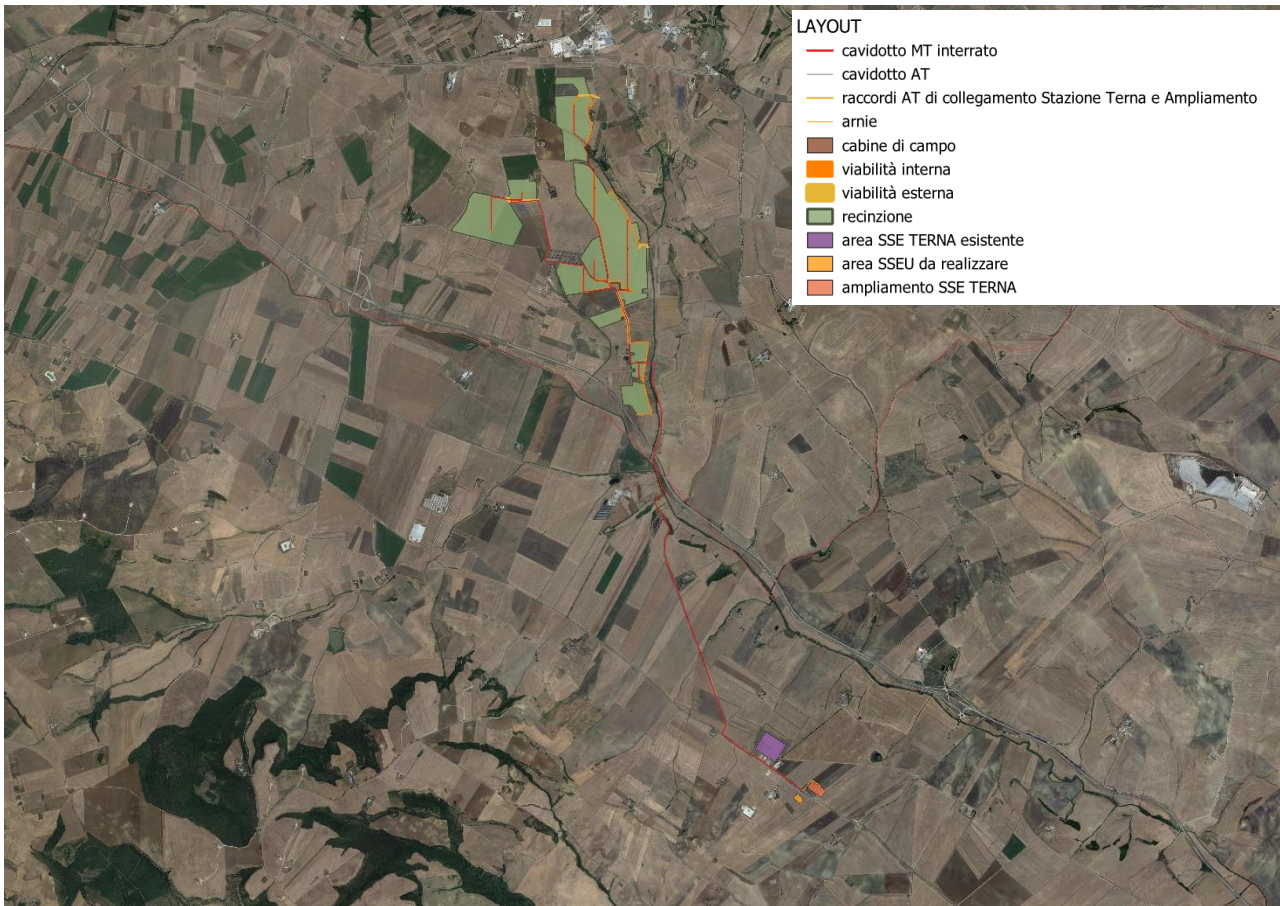 LAYOUT
cavidotto MT interrato
cavidotto AT
raccordi AT di collegamento Stazione Terna e Ampliamento
arnie
cabine di campo
viabilità interna
viabilità esterna
recinzione
area SSE TERNA esistente
area SSEU da realizzare
ampliamento SSE TERNA